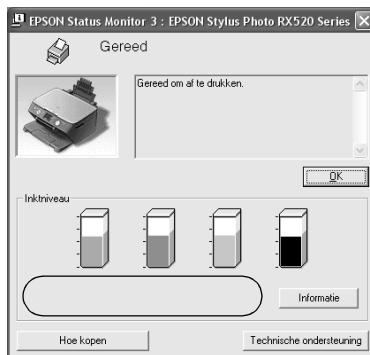 EPSON Status Monitor 3 : EPSON Stylus Photo RX520 Series
Gereed
Gereed om af te drukken.
OK
Inktniveau
Informatie
Hoe kopen
Technische ondersteuning